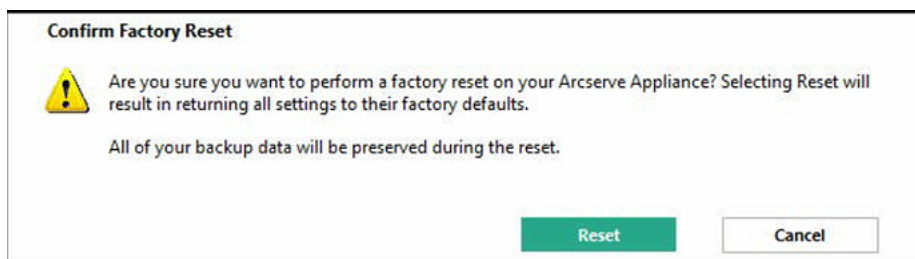 Confirm Factory Reset
Are you sure you want to perform a factory reset on your Arcserve Appliance? Selecting Reset will
result in returning all settings to their factory defaults.
All of your backup data will be preserved during the reset.
Reset
Cancel